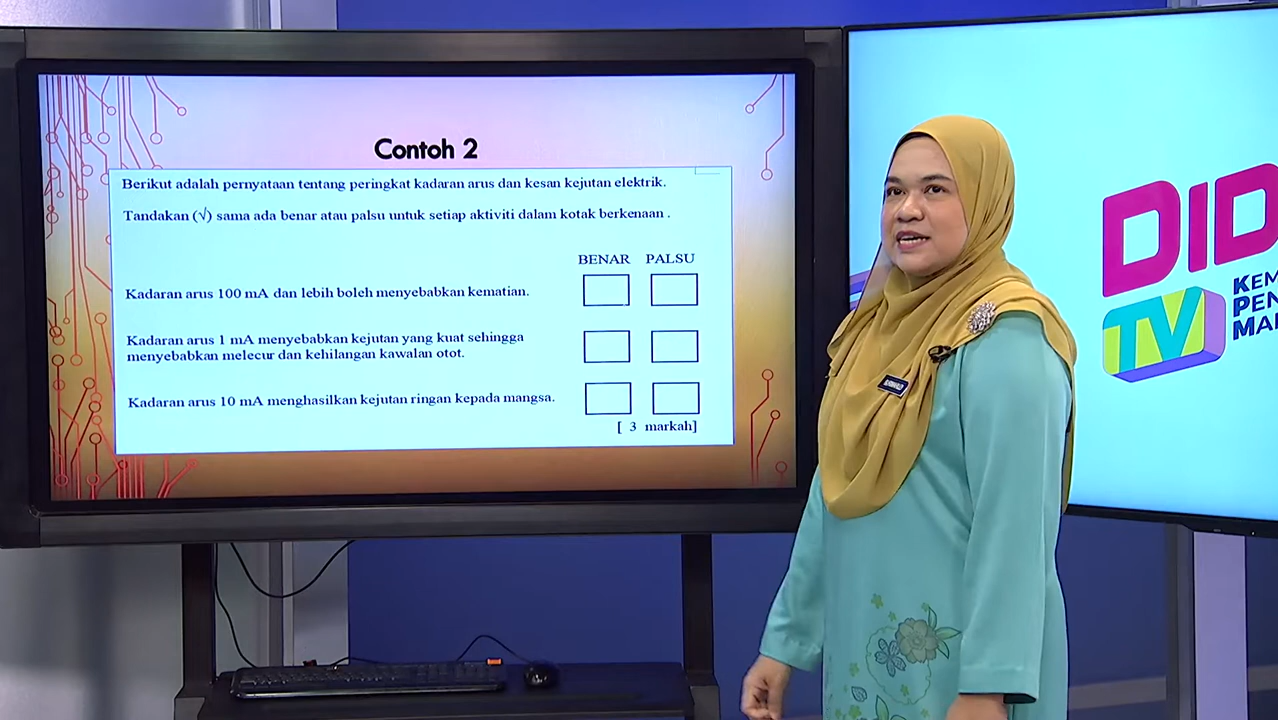 Contoh 2
Berikut adalah pernyataan tentang peringkat kadaran arus dan kesan kejutan elektrik.
Tandakan (√) sama ada benar atau palsu untuk setiap aktiviti dalam kotak berkenaan .
BENAR PALSU
Kadaran arus 100 mA dan lebih boleh menyebabkan kematian.
Kadaran arus 1 mA menyebabkan kejutan yang kuat sehingga
menyebabkan melecur dan kehilangan kawalan otot.
Kadaran arus 10 mA menghasilkan kejutan ringan kepada mangsa.
[ 3 markah]
DID
TV
KEM
PEN
MAL